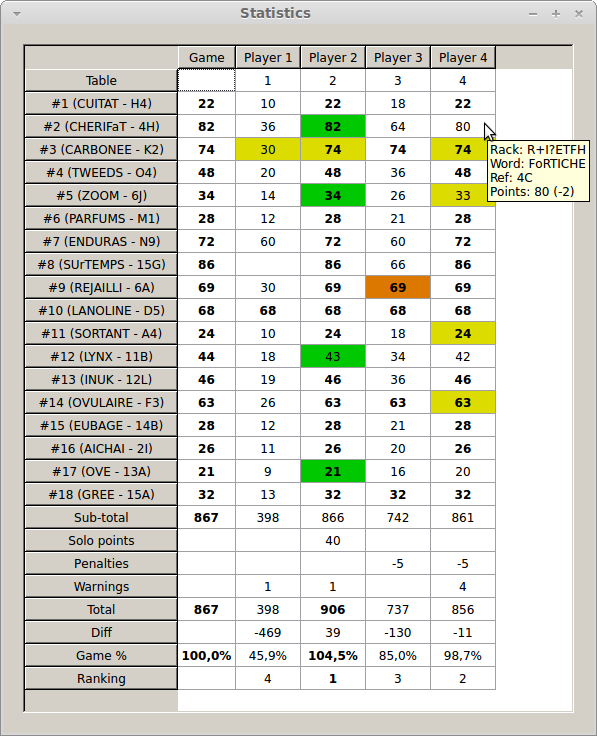 Statistics
Game Player 1 Player 2 Player 3 Player 4
Table 1 2 3 4
#1 (CUITAT - H4) 22 10 22 18 22
#2 (CHERIFaT - 4H) 82 36 82 64 80
#3 (CARBONEE - K2) 74 30 74 74 74
#4 (TWEEDS - O4) 48 20 48 36 48
#5 (ZOOM - 6J) 34 14 34 26 33
#6 (PARFUMS - M1) 28 12 28 21 28
#7 (ENDURAS - N9) 72 60 72 60 72
#8 (SUrTEMPS - 15G) 86 86 66 86
#9 (REJAILLI - 6A) 69 30 69 69 69
#10 (LANOLINE - D5) 68 68 68 68 68
#11 (SORTANT - A4) 24 10 24 18 24
#12 (LYNX - 11B) 44 18 43 34 42
#13 (INUK - 12L) 46 19 46 36 46
#14 (OVULAIRE - F3) 63 26 63 63 63
#15 (EUBAGE - 14B) 28 12 28 21 28
#16 (AICHAI - 2I) 26 11 26 20 26
#17 (OVE - 13A) 21 9 21 16 20
#18 (GREE - 15A) 32 13 32 32 32
Sub-total 867 398 866 742 861
Solo points 40
Penalties -5 -5
Warnings 1 1 4
Total 867 398 906 737 856
Diff -469 39 -130 -11
Game % 100,0% 45,9% 104,5% 85,0% 98,7%
Ranking 4 1 3 2
Rack: R+I?ETFH
Word: FoRTICHE
Ref: 4C
Points: 80 (-2)